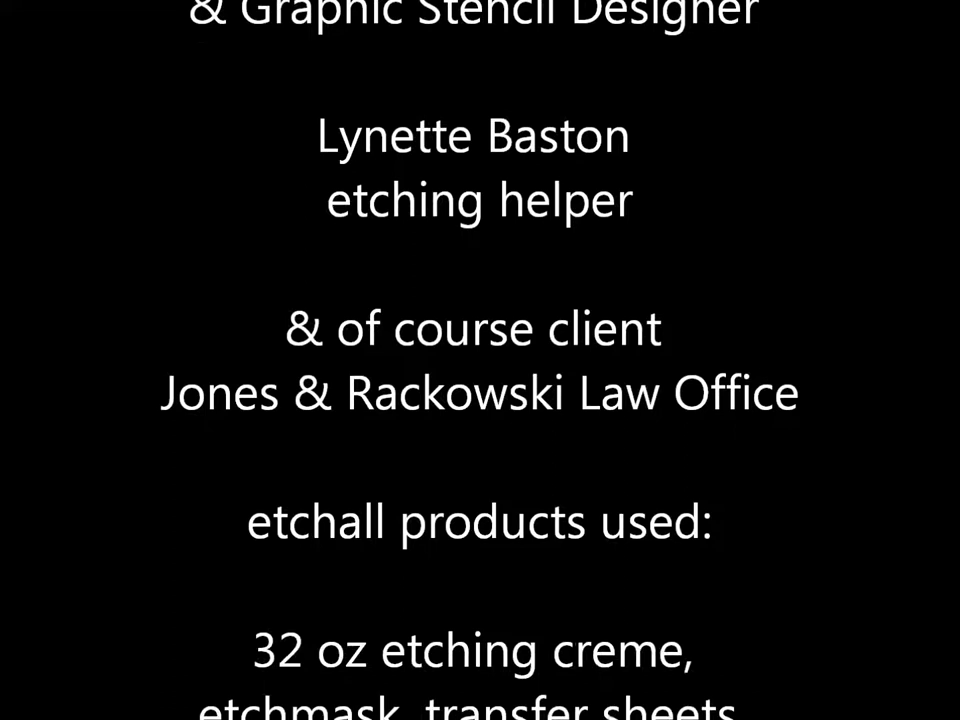 & Graphic Stencil Designer
Lynette Baston
etching helper
& of course client
Jones & Rackowski Law Office
etchall products used:
32 oz etching creme,
etchmask, transfer sheets